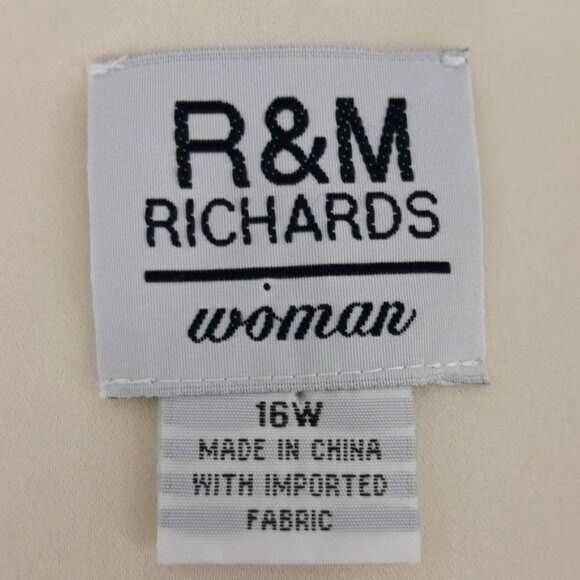 R&M
RICHARDS
woman
16W
MADE IN CHINA
WITH IMPORTED
FABRIC